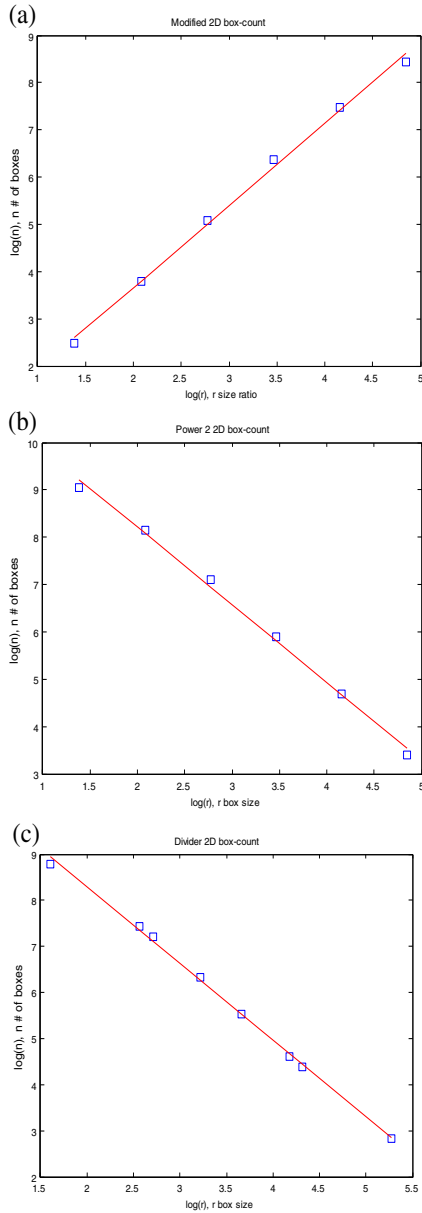 (a)
Modified 2D box-count
9
8
7
6
5
4
3
2
log(n), n # of boxes
1 1.5 2 2.5 3 3.5 4 4.5 5
log(r), r size ratio
(b)
Power 2 2D box-count
10
9
8
7
6
5
4
3
log(n), n # of boxes
1 1.5 2 2.5 3 3.5 4 4.5 5
log(r), r box size
(c)
Divider 2D box-count
9
8
7
6
5
4
3
2
log(n), n # of boxes
1.5 2 2.5 3 3.5 4 4.5 5 5.5
log(r), r box size